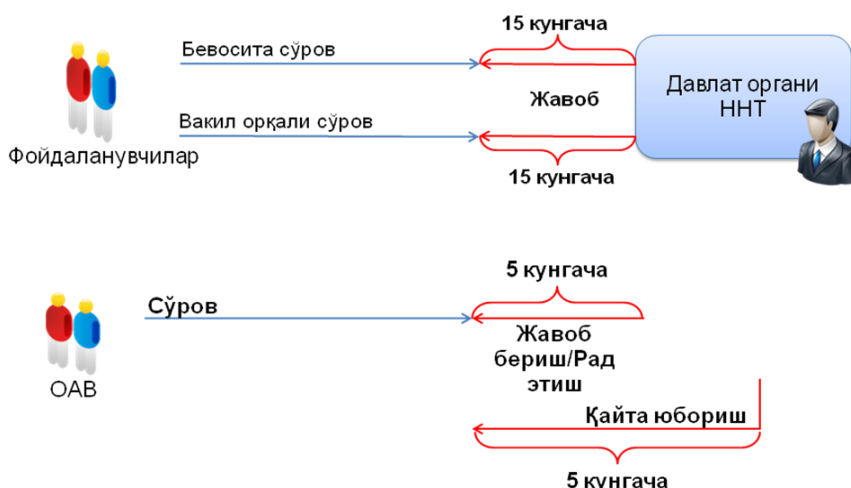 15 кунгача
Бевосита сўров
Жавоб
Давлат органи
ННТ
Вакил орқали сўров
Фойдаланувчилар
15 кунгача
5 кунгача
Сўров
Жавоб
бериш/Рад
этиш
ОАВ
Қайта юбориш
5 кунгача